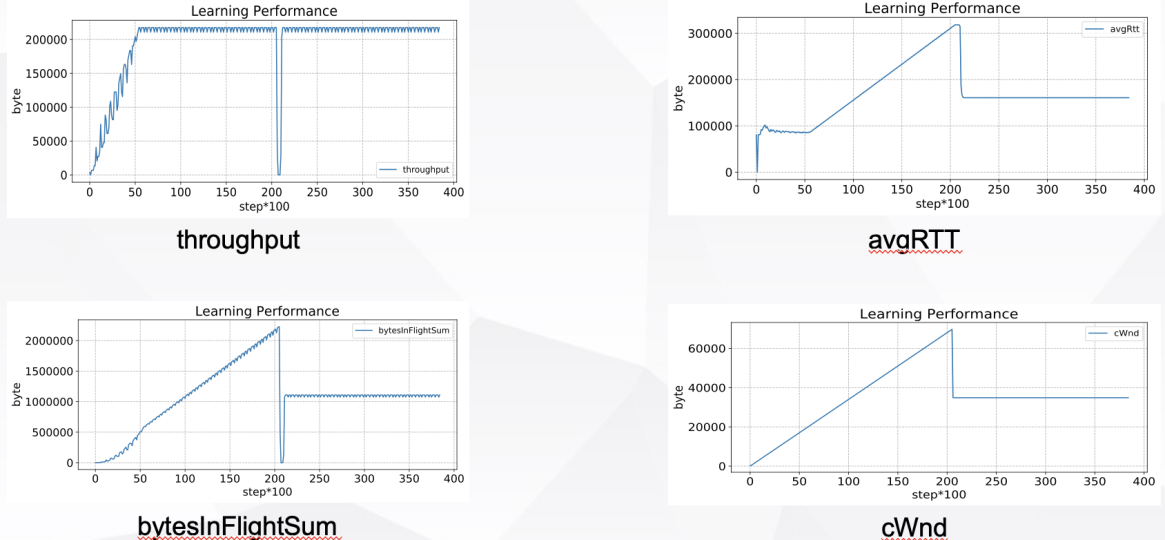 Learning Performance
byte
200000
150000
100000
50000
0
throughput
0 50 100 150 200 250 300 350 400
step*100
throughput
Learning Performance
byte
300000
200000
100000
0
avgRtt
0 50 100 150 200 250 300 350 400
step*100
avgRTT
Learning Performance
byte
2000000
1500000
1000000
500000
0
bytesInFlightSum
0 50 100 150 200 250 300 350 400
step*100
bytesInFlightSum
Learning Performance
byte
60000
40000
20000
0
cWnd
0 50 100 150 200 250 300 350 400
step*100
cWnd